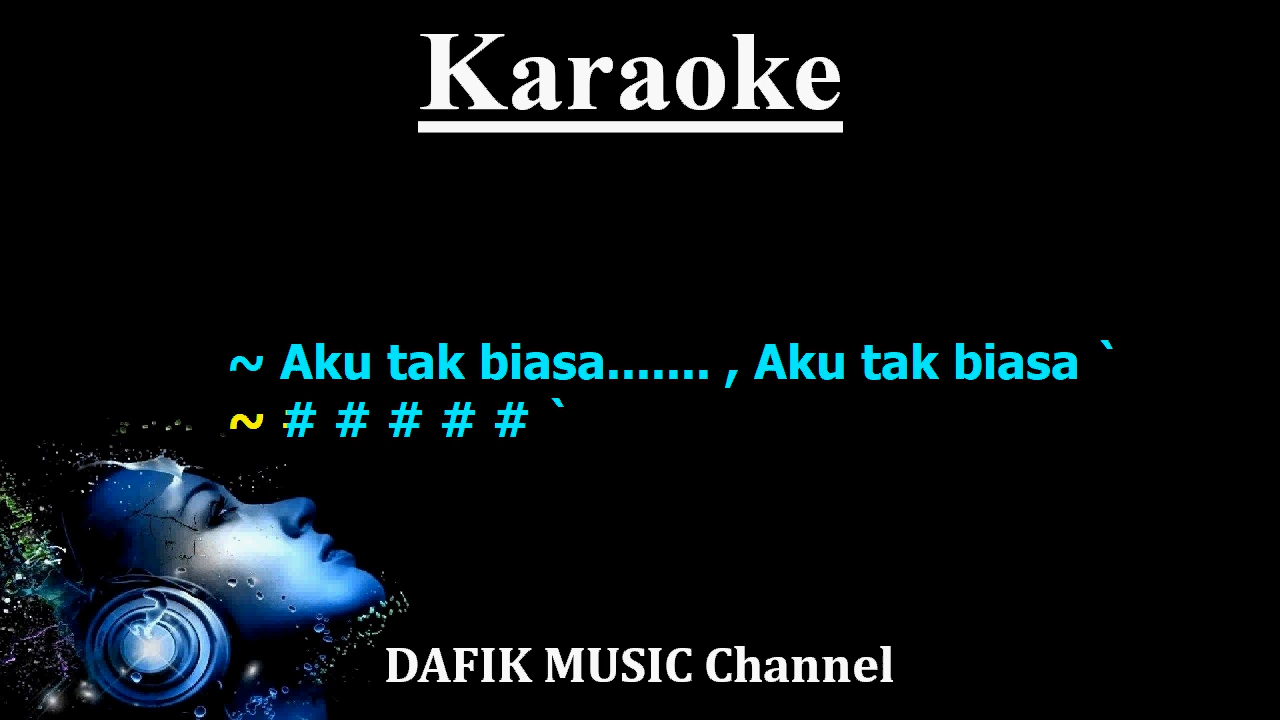 Karaoke
~ Aku tak biasa....... , Aku tak biasa `
~ # # # # # `
DAFIK MUSIC Channel